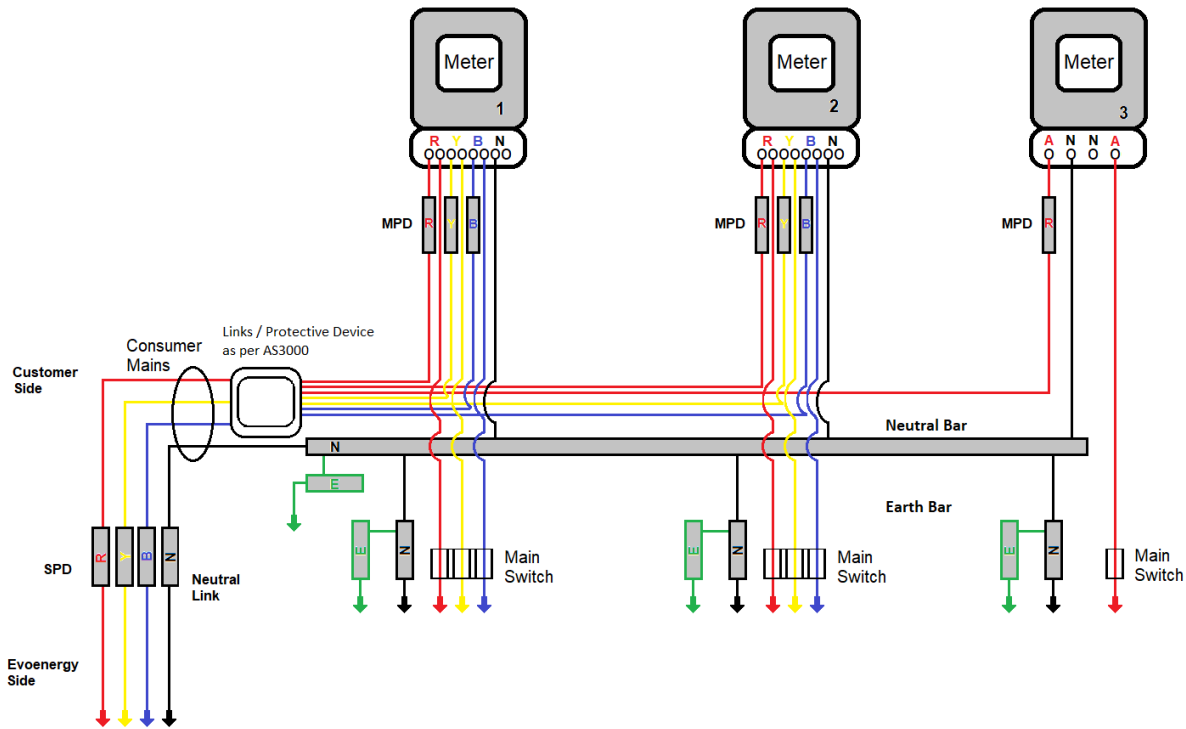 Meter
1
R Y B N
Meter
2
R Y B N
Meter
3
A N N A
MPD
R
Y
B
MPD
R
Y
B
MPD
R
Links / Protective Device
as per AS3000
Consumer
Mains
Customer
Side
Neutral Bar
N
E
Earth Bar
SPD
R
Y
B
N
Neutral
Link
E
N
Main
Switch
E
N
Main
Switch
E
N
Main
Switch
Evoenergy
Side